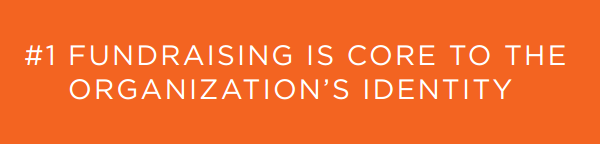 #1 FUNDRAISING IS CORE TO THE
ORGANIZATION’S IDENTITY